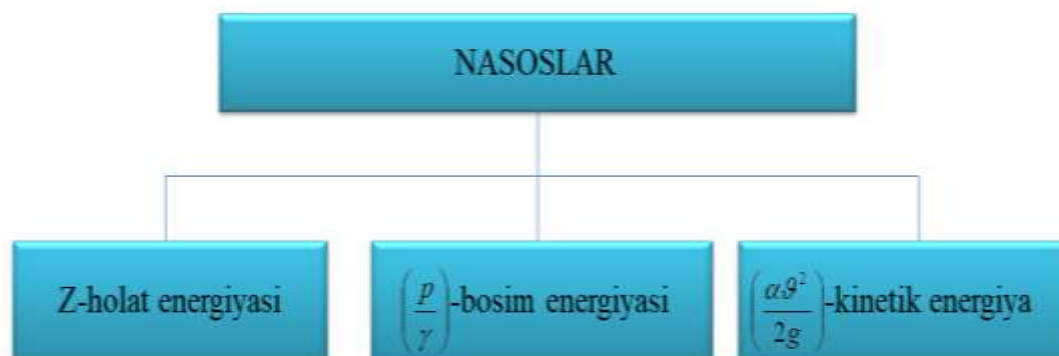 NASOSLAR
Z-holat energiyasi
(p/γ)-bosim energiyasi
(αϑ²/2g)-kinetik energiya